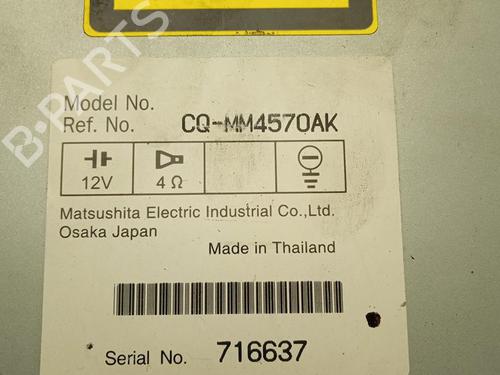 B-PARTS
Model No.
Ref. No. CQ-MM4570AK
12V 4 Ω
Matsushita Electric Industrial Co.,Ltd.
Osaka Japan
Made in Thailand
Serial No. 716637